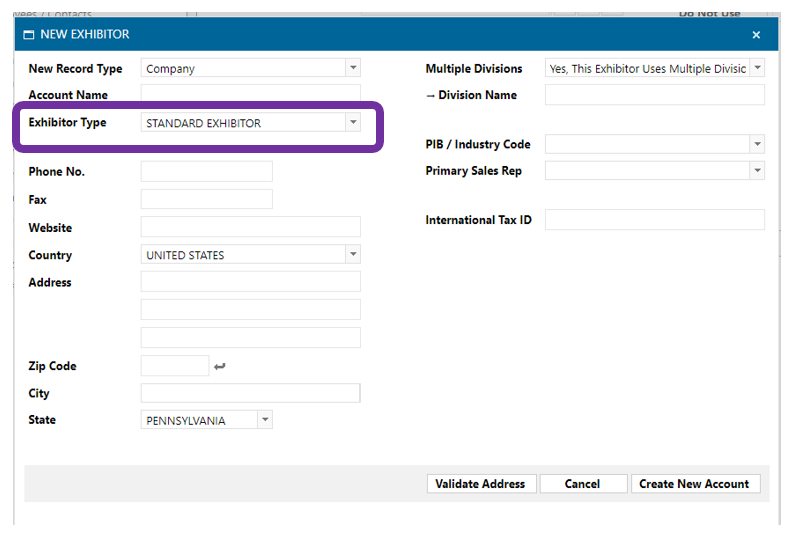 Do Not Use
NEW EXHIBITOR
New Record Type Company
Account Name
Exhibitor Type STANDARD EXHIBITOR
Phone No.
Fax
Website
Country UNITED STATES
Address
Zip Code
City
State PENNSYLVANIA
Multiple Divisions Yes, This Exhibitor Uses Multiple Divisic
→ Division Name
PIB / Industry Code
Primary Sales Rep
International Tax ID
Validate Address Cancel Create New Account